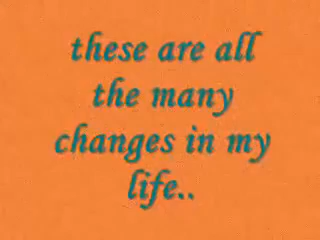 these are all
the many
changes in my
life..